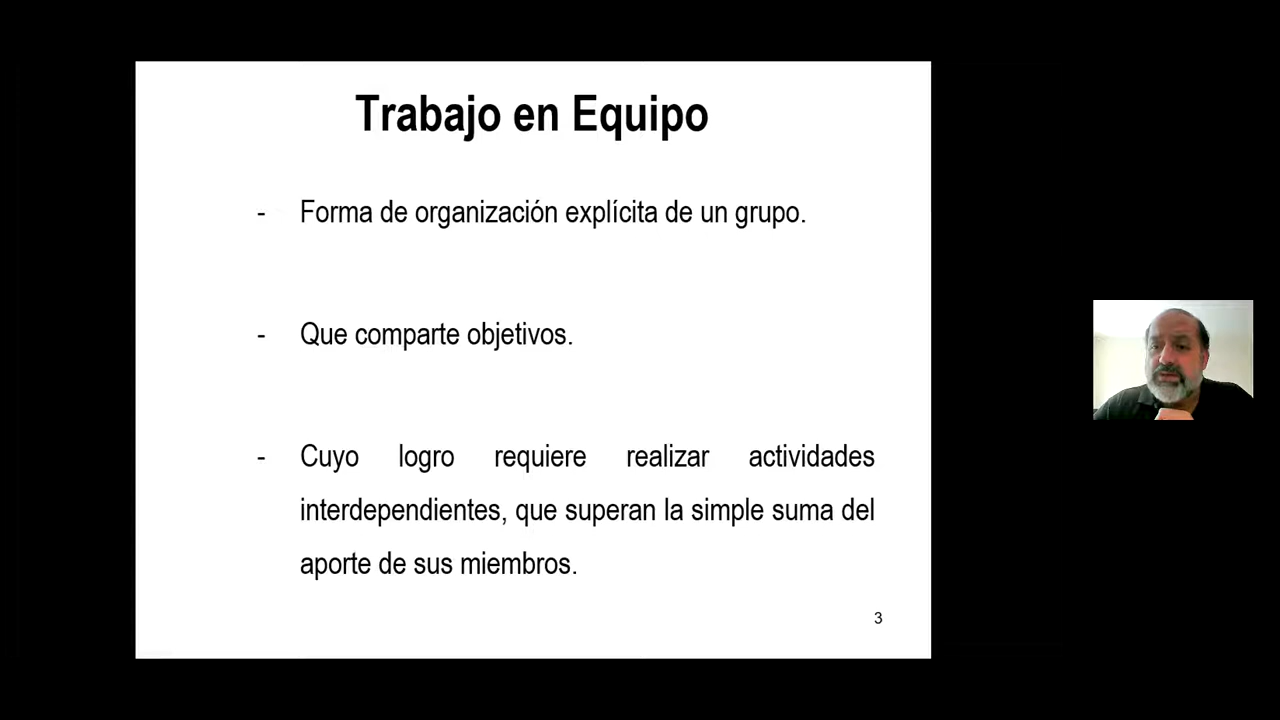 Trabajo en Equipo
- Forma de organización explícita de un grupo.
- Que comparte objetivos.
- Cuyo logro requiere realizar actividades
interdependientes, que superan la simple suma del
aporte de sus miembros.
3